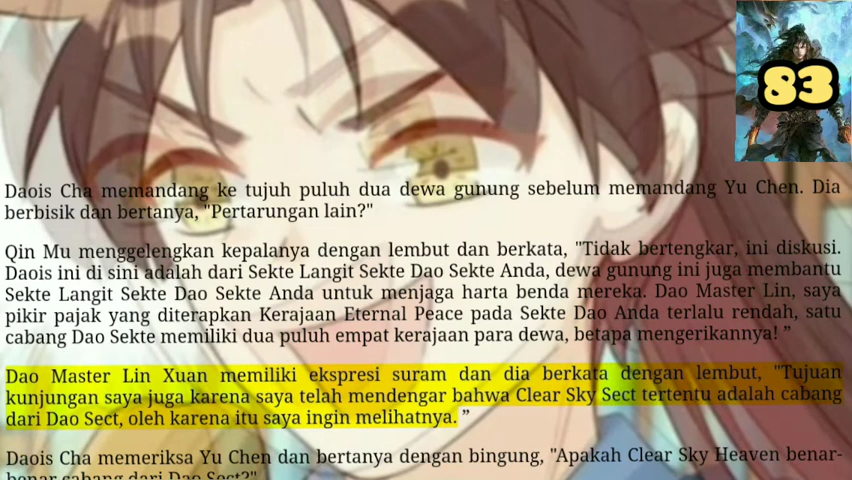 83
Daois Cha memandang ke tujuh puluh dua dewa gunung sebelum memandang Yu Chen. Dia
berbisik dan bertanya, "Pertarungan lain?"
Qin Mu menggelengkan kepalanya dengan lembut dan berkata, "Tidak bertengkar, ini diskusi.
Daois ini di sini adalah dari Sekte Langit Sekte Dao Sekte Anda, dewa gunung ini juga membantu
Sekte Langit Sekte Dao Sekte Anda untuk menjaga harta benda mereka. Dao Master Lin, saya
pikir pajak yang diterapkan Kerajaan Eternal Peace pada Sekte Dao Anda terlalu rendah, satu
cabang Dao Sekte memiliki dua puluh empat kerajaan para dewa, betapa mengerikannya! ”
Dao Master Lin Xuan memiliki ekspresi suram dan dia berkata dengan lembut, "Tujuan
kunjungan saya juga karena saya telah mendengar bahwa Clear Sky Sect tertentu adalah cabang
dari Dao Sect, oleh karena itu saya ingin melihatnya. ”
Daois Cha memeriksa Yu Chen dan bertanya dengan bingung, "Apakah Clear Sky Heaven benar-
benar cabang dari Dao Sect?"